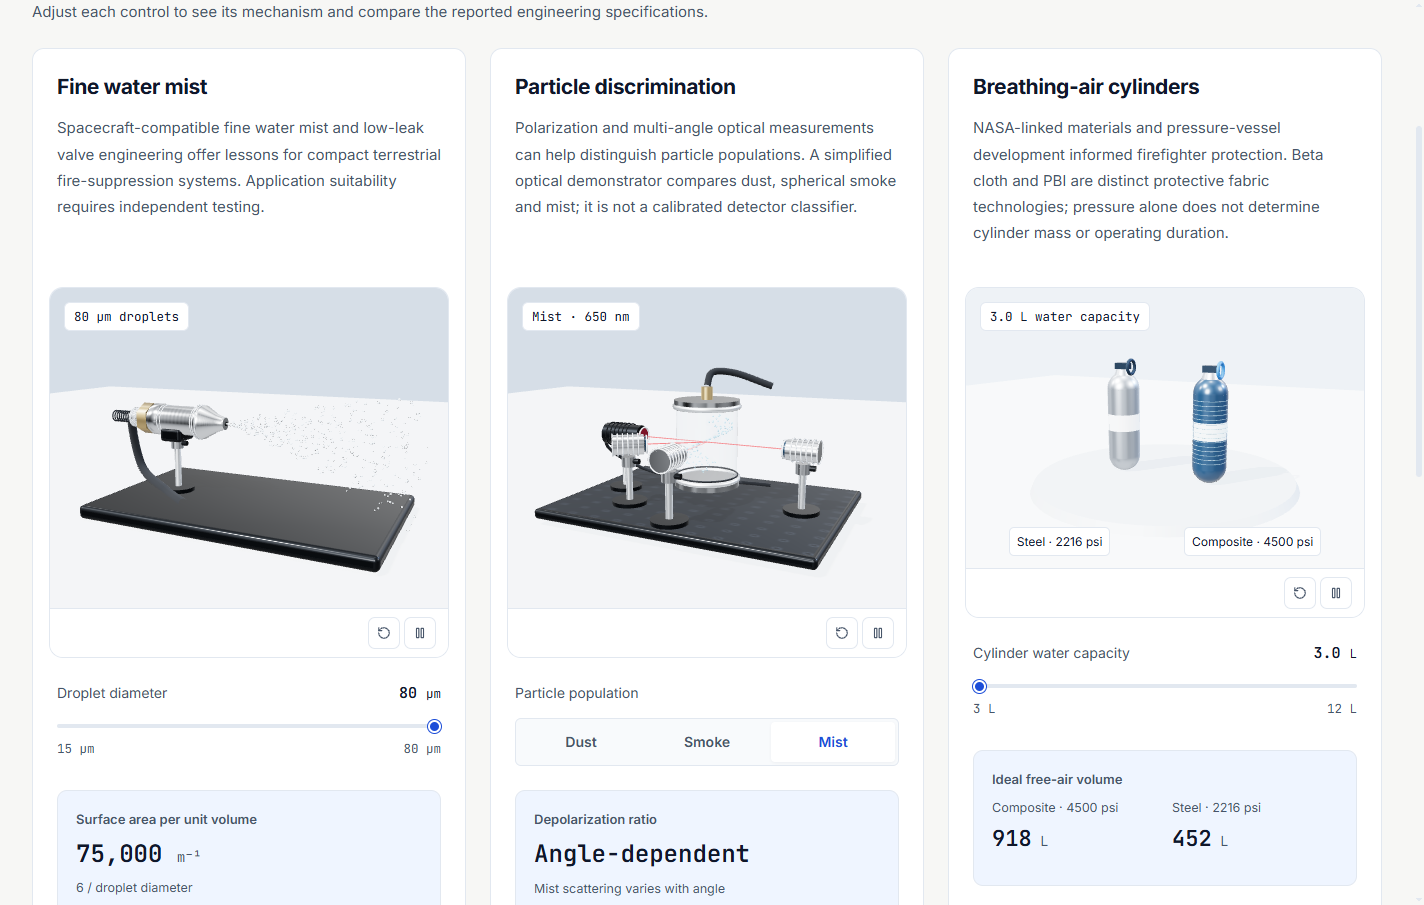 Adjust each control to see its mechanism and compare the reported engineering specifications.
Fine water mist
Spacecraft-compatible fine water mist and low-leak
valve engineering offer lessons for compact terrestrial
fire-suppression systems. Application suitability
requires independent testing.
80 µm droplets
Droplet diameter
80 µm
15 µm
80 µm
Surface area per unit volume
75,000 m⁻¹
6 / droplet diameter
Particle discrimination
Polarization and multi-angle optical measurements
can help distinguish particle populations. A simplified
optical demonstrator compares dust, spherical smoke
and mist; it is not a calibrated detector classifier.
Mist · 650 nm
Particle population
Dust
Smoke
Mist
Depolarization ratio
Angle-dependent
Mist scattering varies with angle
Breathing-air cylinders
NASA-linked materials and pressure-vessel
development informed firefighter protection. Beta
cloth and PBI are distinct protective fabric
technologies; pressure alone does not determine
cylinder mass or operating duration.
3.0 L water capacity
Steel · 2216 psi
Composite · 4500 psi
Cylinder water capacity
3.0 L
3 L
12 L
Ideal free-air volume
Composite · 4500 psi
918 L
Steel · 2216 psi
452 L